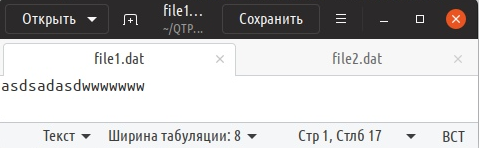 Открыть
file1...
~/QTP...
Сохранить
file1.dat
file2.dat
asdsadasdwwwwwww
Текст Ширина табуляции: 8 Стр 1, Стлб 17 ВСТ